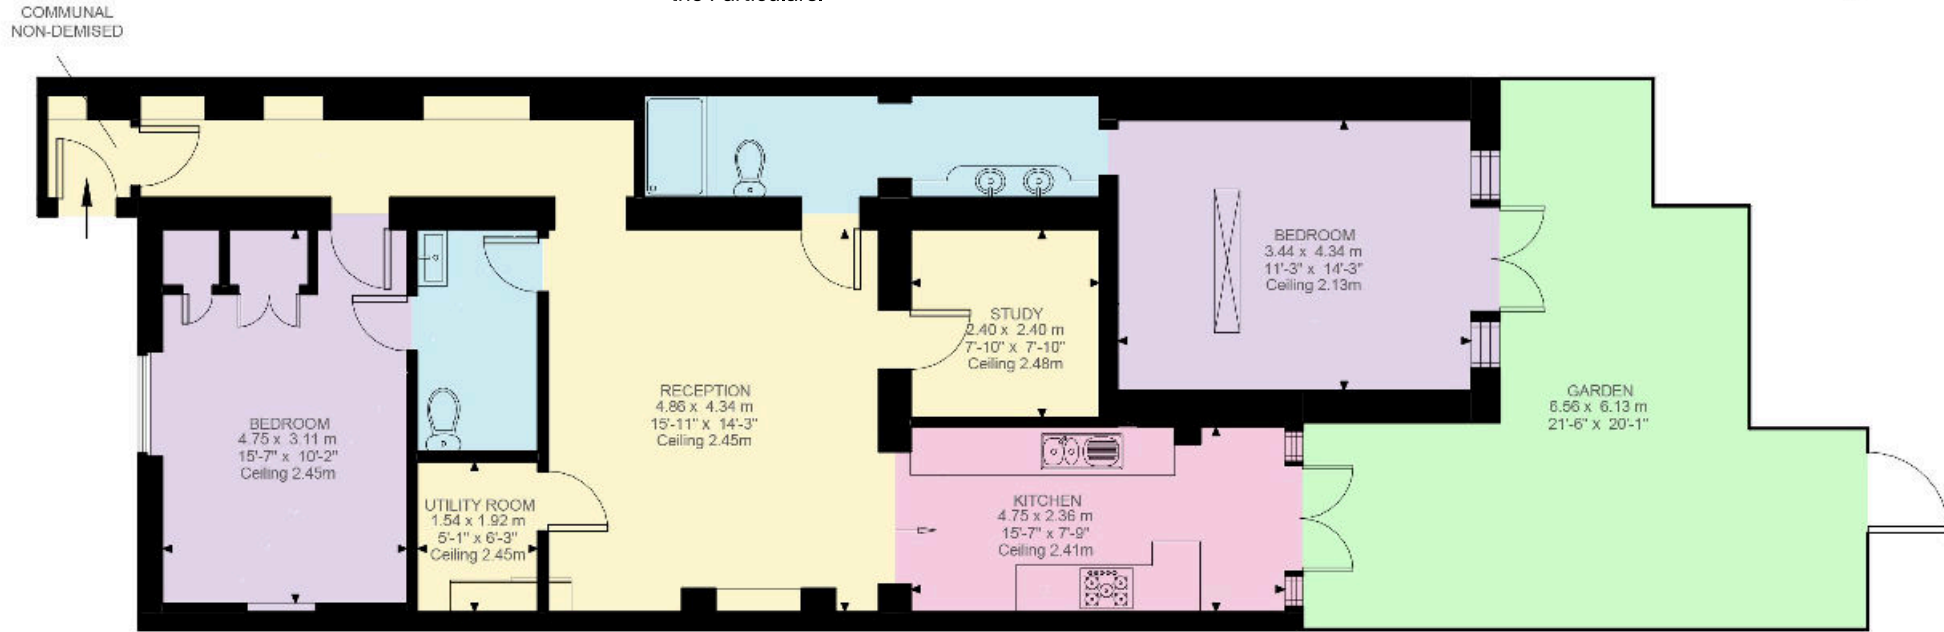 the Particulars.
COMMUNAL
NON-DEMISED
BEDROOM
4.75 x 3.11 m
15'-7" x 10'-2"
Ceiling 2.45m
UTILITY ROOM
1.54 x 1.92 m
5'-1" x 6'-3"
Ceiling 2.45m
RECEPTION
4.86 x 4.34 m
15'-11" x 14'-3"
Ceiling 2.45m
STUDY
2.40 x 2.40 m
7'-10" x 7'-10"
Ceiling 2.48m
KITCHEN
4.75 x 2.36 m
15'-7" x 7'-9"
Ceiling 2.41m
BEDROOM
3.44 x 4.34 m
11'-3" x 14'-3"
Ceiling 2.13m
GARDEN
6.56 x 6.13 m
21'-6" x 20'-1"